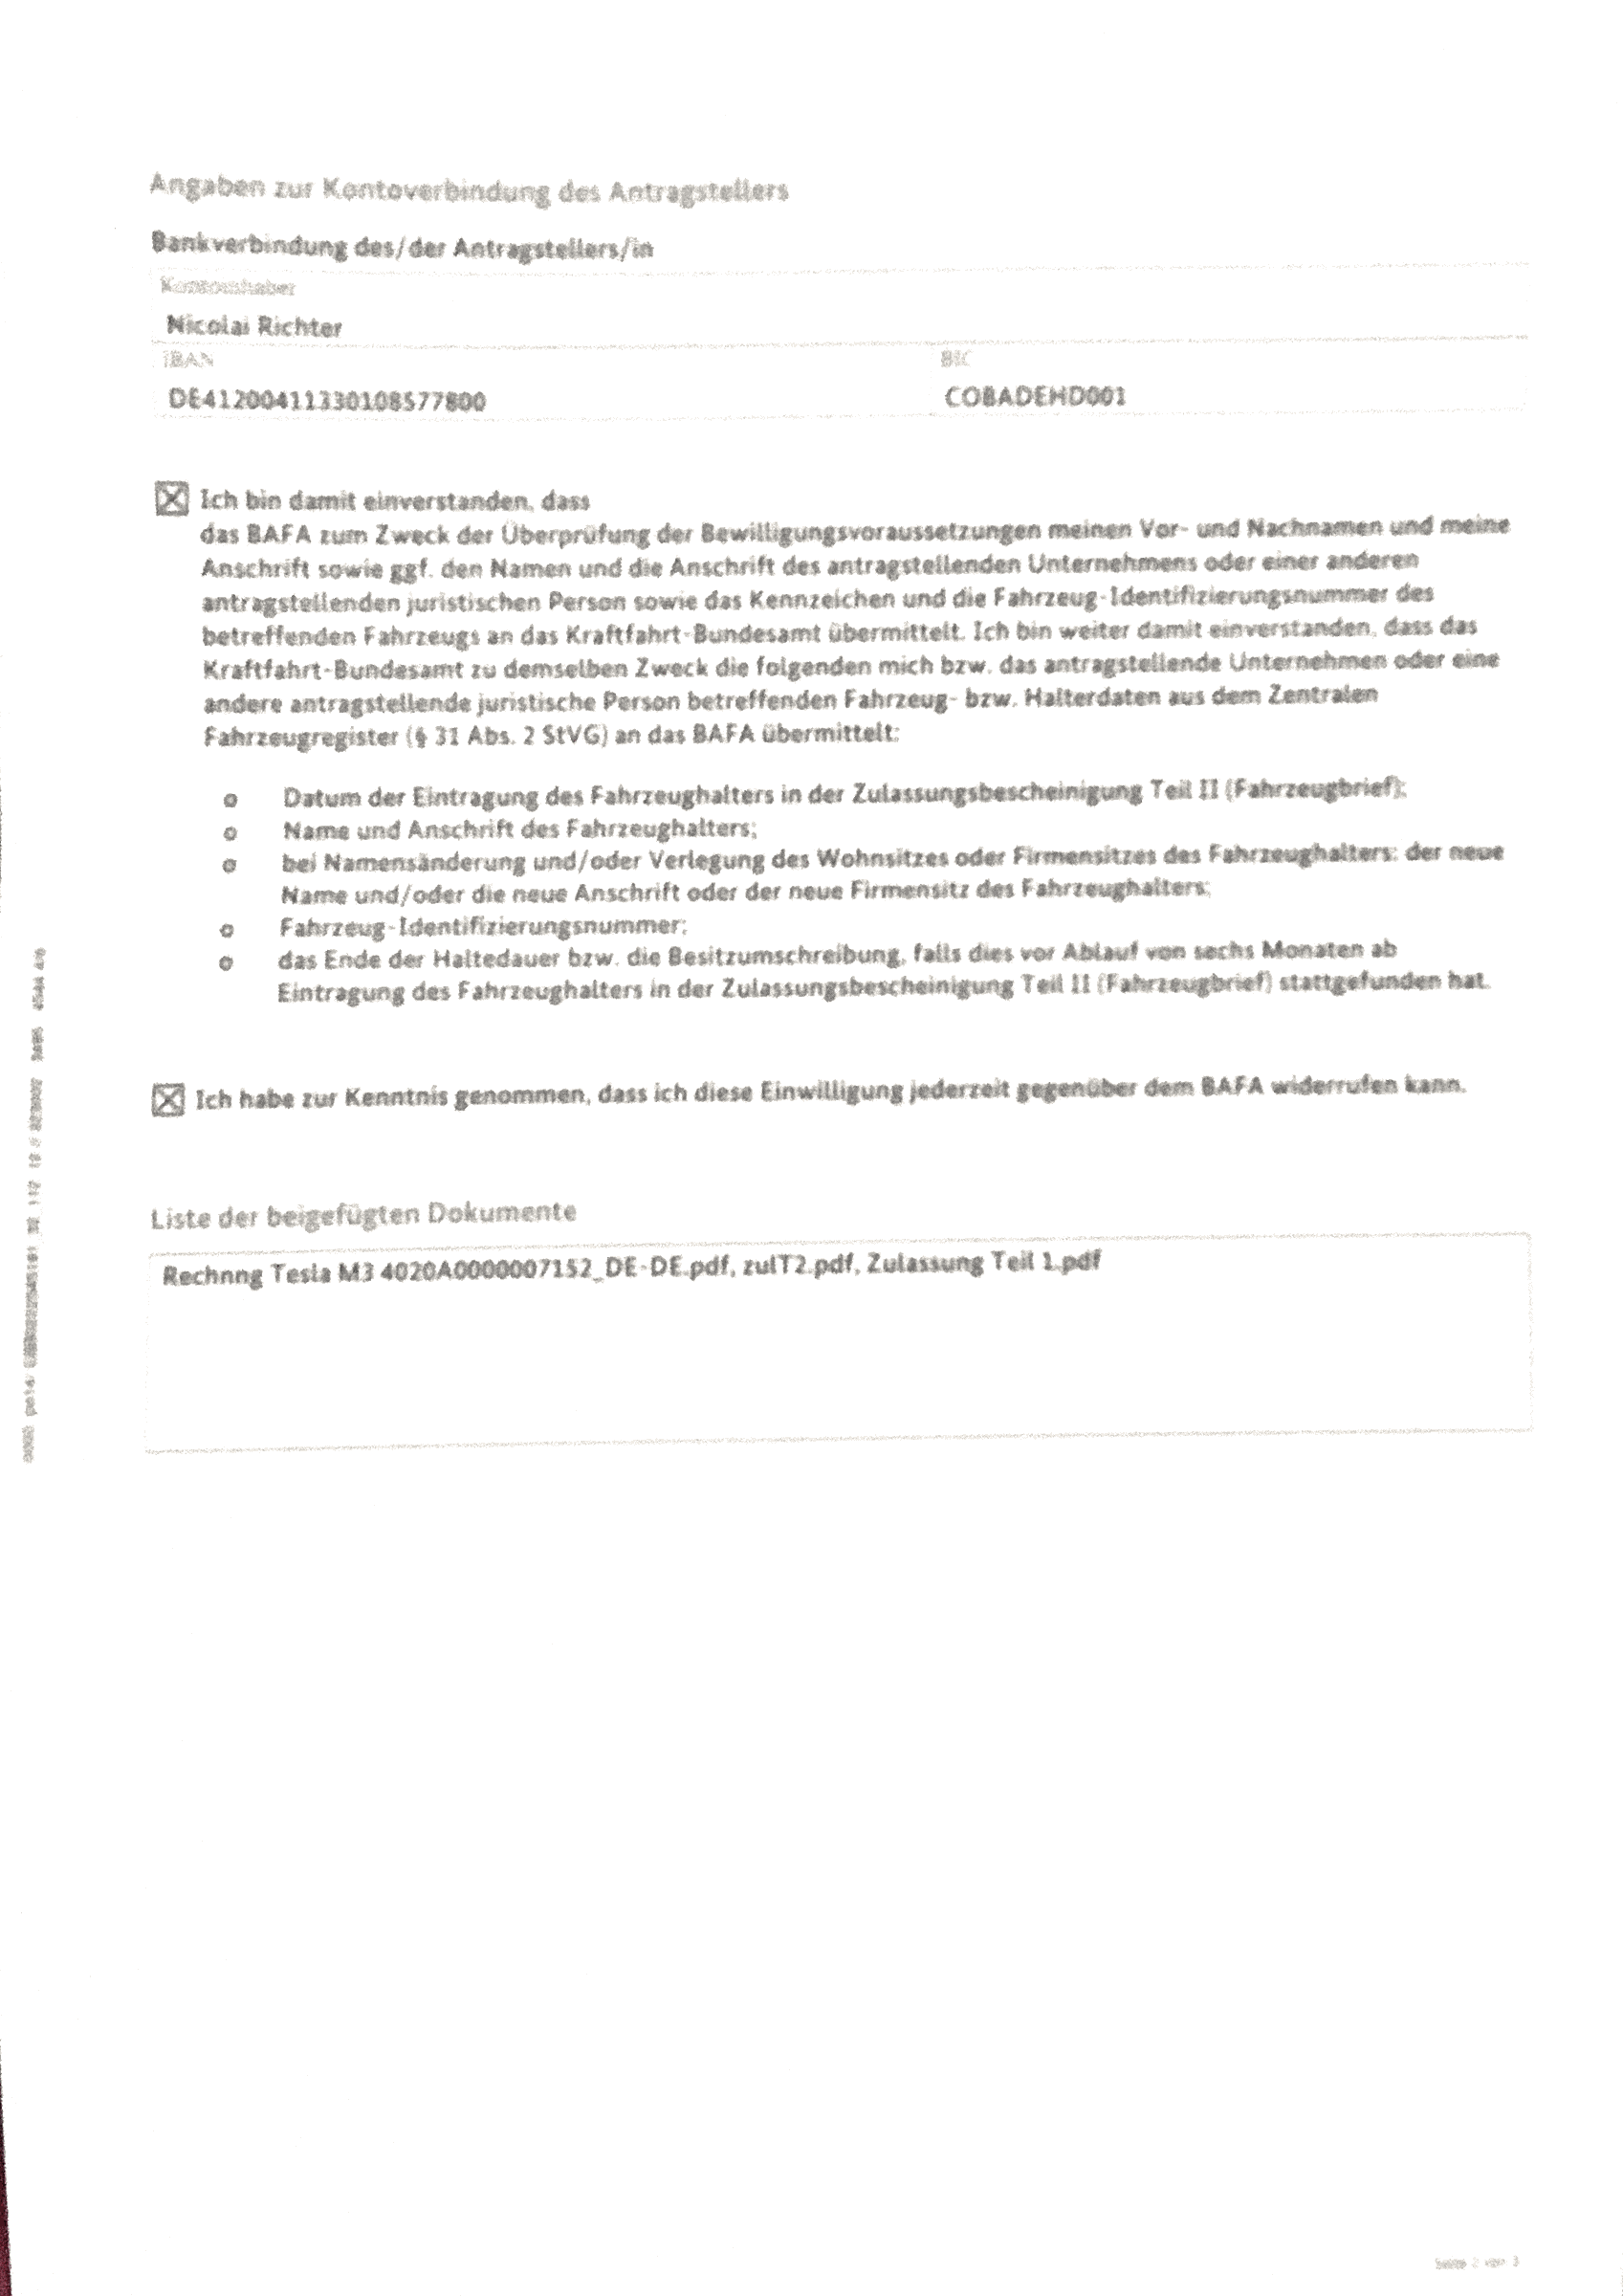 Angaben zur Kontoverbindung des Antragstellers
Bankverbindung des/der Antragstellers/in
Kontoinhaber
Nicolai Richter
IBAN BIC
DE41200411330108577800 COBADEHD001
Ich bin damit einverstanden, dass
das BAFA zum Zweck der Überprüfung der Bewilligungsvoraussetzungen meinen Vor- und Nachnamen und meine
Anschrift sowie ggf. den Namen und die Anschrift des antragstellenden Unternehmens oder einer anderen
antragstellenden juristischen Person sowie das Kennzeichen und die Fahrzeug-Identifizierungsnummer des
betreffenden Fahrzeugs an das Kraftfahrt-Bundesamt übermittelt. Ich bin weiter damit einverstanden, dass das
Kraftfahrt-Bundesamt zu demselben Zweck die folgenden mich bzw. das antragstellende Unternehmen oder eine
andere antragstellende juristische Person betreffenden Fahrzeug- bzw. Halterdaten aus dem Zentralen
Fahrzeugregister (§ 31 Abs. 2 StVG) an das BAFA übermittelt:
o Datum der Eintragung des Fahrzeughalters in der Zulassungsbescheinigung Teil II (Fahrzeugbrief);
o Name und Anschrift des Fahrzeughalters;
o bei Namensänderung und/oder Verlegung des Wohnsitzes oder Firmensitzes des Fahrzeughalters: der neue
Name und/oder die neue Anschrift oder der neue Firmensitz des Fahrzeughalters;
o Fahrzeug-Identifizierungsnummer;
o das Ende der Haltedauer bzw. die Besitzumschreibung, falls dies vor Ablauf von sechs Monaten ab
Eintragung des Fahrzeughalters in der Zulassungsbescheinigung Teil II (Fahrzeugbrief) stattgefunden hat.
Ich habe zur Kenntnis genommen, dass ich diese Einwilligung jederzeit gegenüber dem BAFA widerrufen kann.
Liste der beigefügten Dokumente
Rechnng Tesla M3 4020A0000007152_DE-DE.pdf, zulT2.pdf, Zulassung Teil 1.pdf
Seite 2 von 3